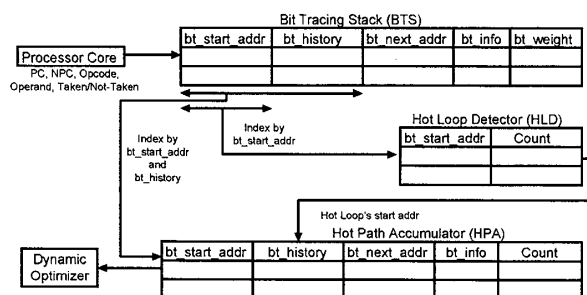 Bit Tracing Stack (BTS)
bt_start_addr bt_history bt_next_addr bt_info bt_weight
Processor Core
PC, NPC, Opcode,
Operand, Taken/Not-Taken
Index by
bt_start_addr
and
bt_history
Index by
bt_start_addr
Hot Loop Detector (HLD)
bt_start_addr Count
Hot Loop's start addr
Hot Path Accumulator (HPA)
bt_start_addr bt_history bt_next_addr bt_info Count
Dynamic
Optimizer